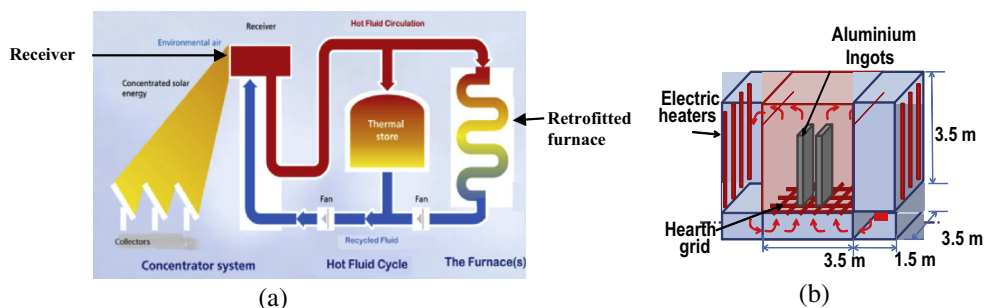 Receiver
Environmental air
Receiver
Hot Fluid Circulation
Concentrated solar
energy
Thermal
store
Retrofitted
furnace
Fan
Fan
Collectors
Recycled Fluid
Concentrator system
Hot Fluid Cycle
The Furnace(s)
(a)
Aluminium
Ingots
Electric
heaters
3.5 m
Hearth
grid
3.5 m
3.5 m
1.5 m
(b)